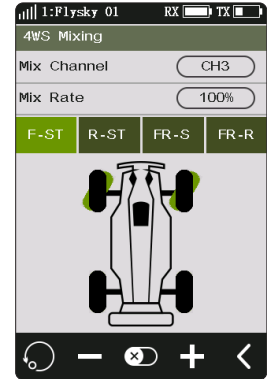 1:Flysky 01 RX TX
4WS Mixing
Mix Channel CH3
Mix Rate 100%
F-ST R-ST FR-S FR-R